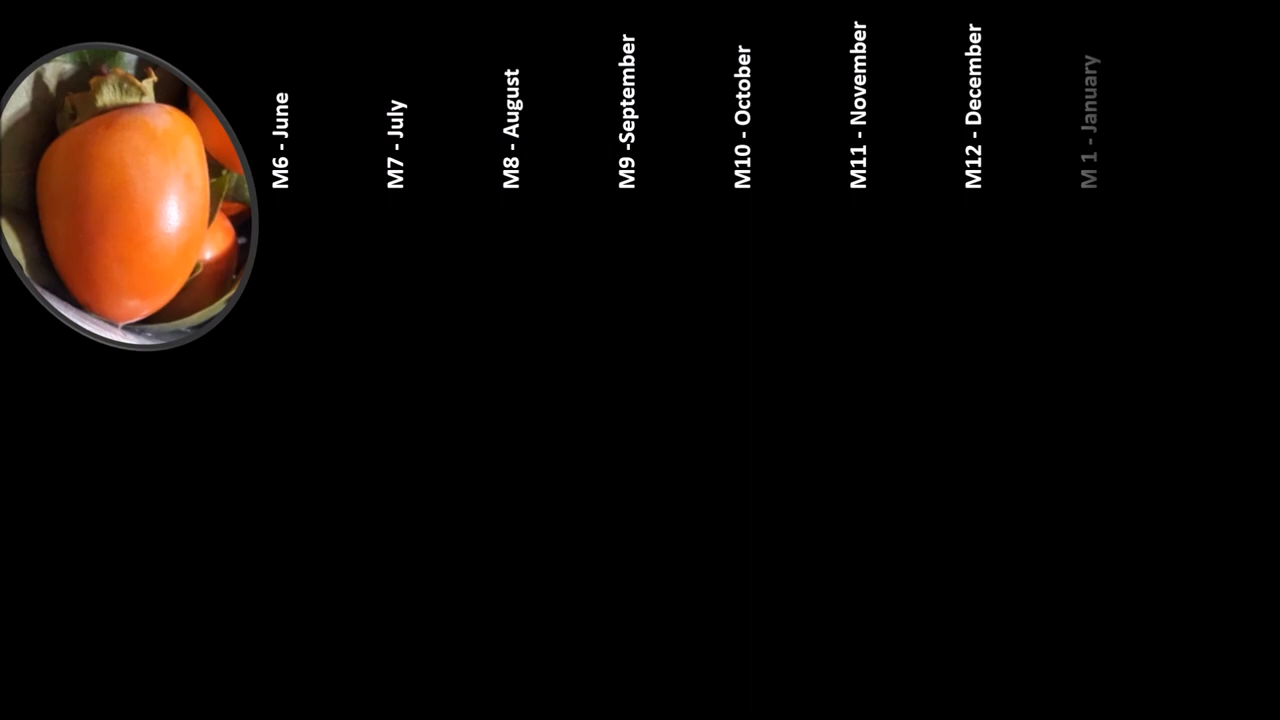 M6 - June
M7 - July
M8 - August
M9 -September
M10 - October
M11 - November
M12 - December
M 1 - January